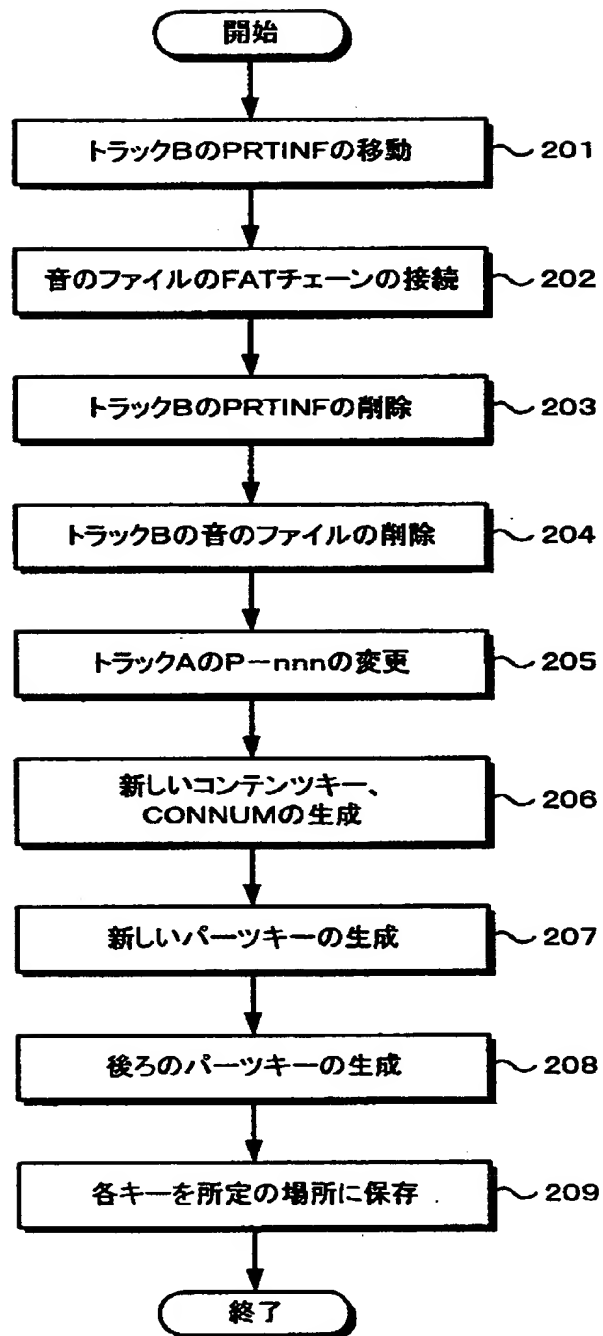 開始
トラックBのPRTINFの移動 201
音のファイルのFATチェーンの接続 202
トラックBのPRTINFの削除 203
トラックBの音のファイルの削除 204
トラックAのP－nnnの変更 205
新しいコンテンツキー、
CONNUMの生成 206
新しいパーツキーの生成 207
後ろのパーツキーの生成 208
各キーを所定の場所に保存 209
終了